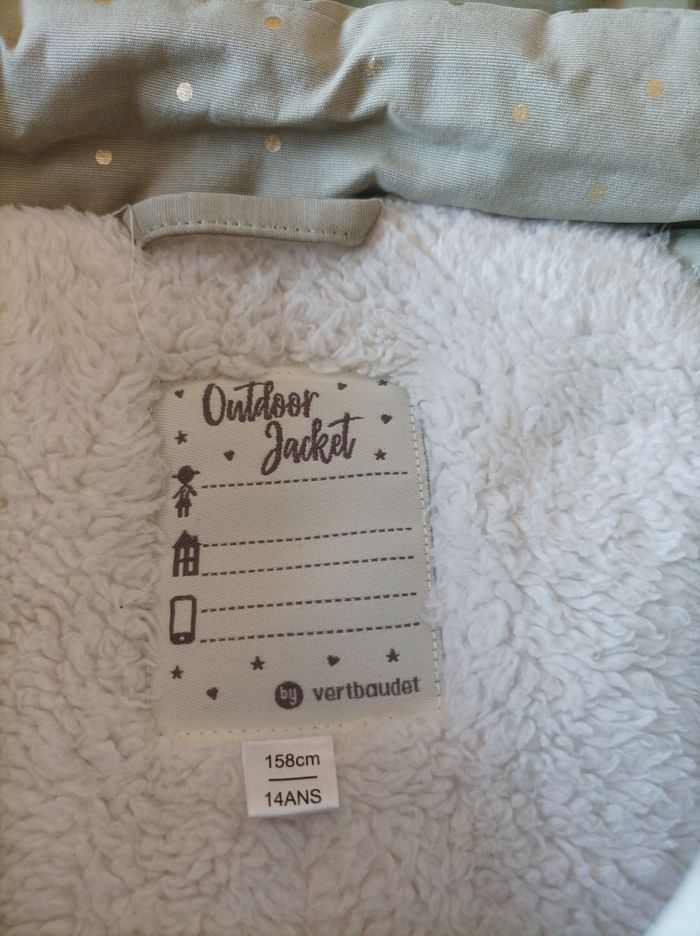 Outdoor
Jacket
by vertbaudet
158cm
14ANS